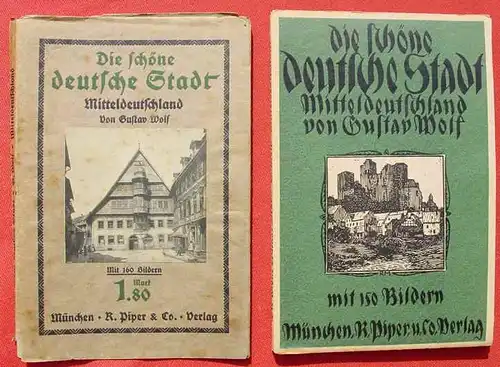 Die schöne
deutsche Stadt
Mitteldeutschland
Von Gustav Wolf
Mit 160 Bildern
Mark
1.80
München • R. Piper & Co. • Verlag
die schöne
deutsche Stadt
Mitteldeutschland
von Gustav Wolf
mit 150 Bildern
München, R. Piper u. Co. Verlag